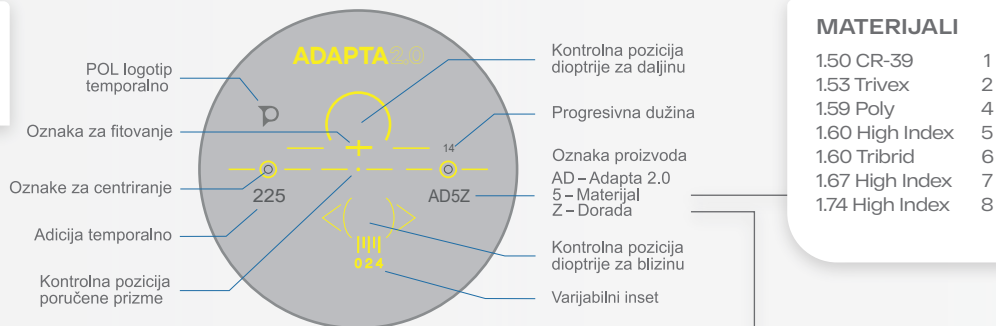 ADAPTA2.0
POL logotip
temporalno
Oznaka za fitovanje
Oznake za centriranje
Adicija temporalno
Kontrolna pozicija
poručene prizme
14
225
AD5Z
024
Kontrolna pozicija
dioptrije za daljinu
Progresivna dužina
Oznaka proizvoda
AD – Adapta 2.0
5 – Materijal
Z – Dorada
Kontrolna pozicija
dioptrije za blizinu
Varijabilni inset
MATERIJALI
1.50 CR-39 1
1.53 Trivex 2
1.59 Poly 4
1.60 High Index 5
1.60 Tribrid 6
1.67 High Index 7
1.74 High Index 8